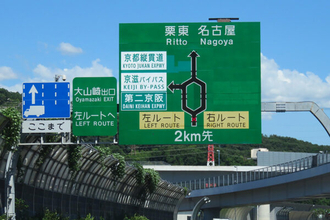 栗東 名古屋
Ritto Nagoya
京都縦貫道
KYOTO JUKAN EXPWY
京滋バイパス
KEIJI BY-PASS
第二京阪
DAINI KEIHAN EXPWY
左ルート
LEFT ROUTE
右ルート
RIGHT ROUTE
2km先
大山崎出口
Oyamazaki EXIT
左ルートへ
BY LEFT ROUTE
ここまで